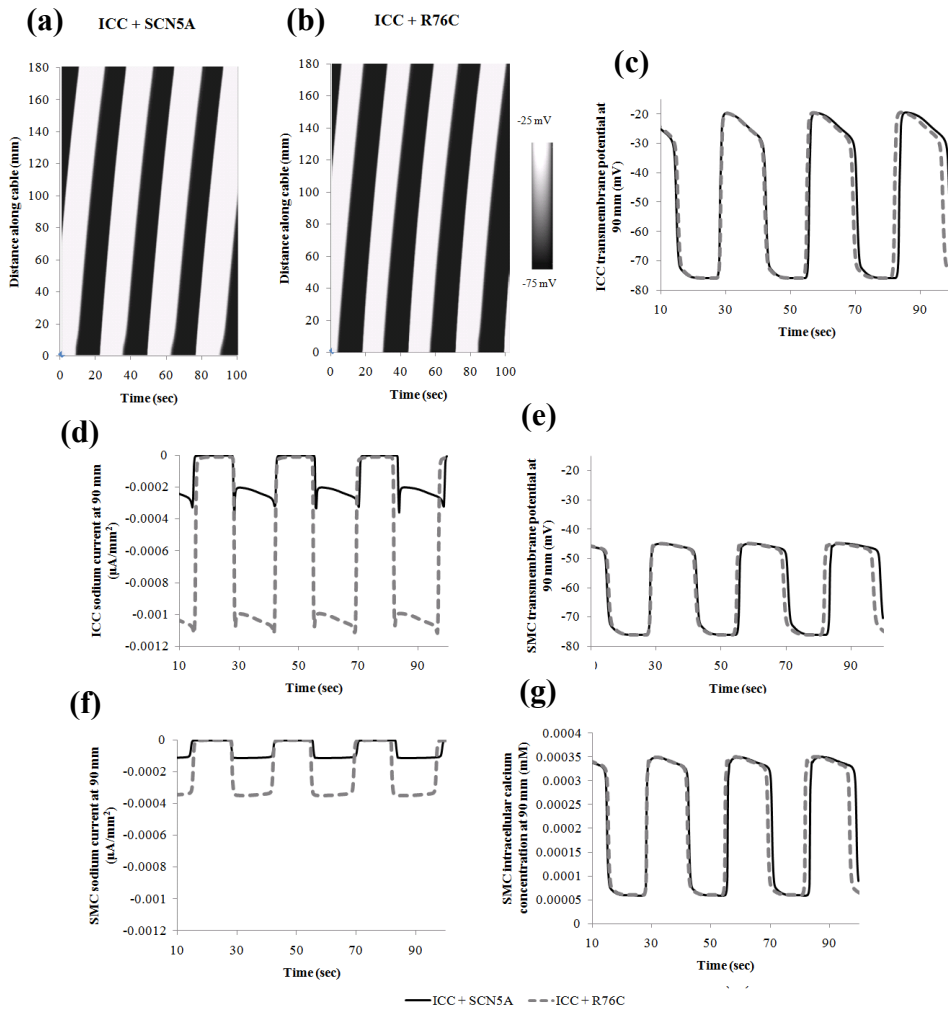 (a)
ICC + SCN5A
(b)
ICC + R76C
Distance along cable (mm)
180
160
140
120
100
80
60
40
20
0
0 20 40 60 80 100
Time (sec)
Distance along cable (mm)
180
160
140
120
100
80
60
40
20
0
0 20 40 60 80 100
Time (sec)
-25 mV
-75 mV
(c)
ICC transmembrane potential at
90 mm (mV)
-20
-30
-40
-50
-60
-70
-80
10 30 50 70 90
Time (sec)
(d)
ICC sodium current at 90 mm
(µA/mm²)
0
-0.0002
-0.0004
-0.0006
-0.0008
-0.001
-0.0012
10 30 50 70 90
Time (sec)
(e)
SMC transmembrane potential at
90 mm (mV)
-20
-30
-40
-50
-60
-70
-80
10 30 50 70 90
Time (sec)
(f)
SMC sodium current at 90 mm
(µA/mm²)
0
-0.0002
-0.0004
-0.0006
-0.0008
-0.001
-0.0012
10 30 50 70 90
Time (sec)
(g)
SMC intracellular calcium
concentration at 90 mm (mM)
0.0004
0.00035
0.0003
0.00025
0.0002
0.00015
0.0001
0.00005
0
10 30 50 70 90
Time (sec)
ICC + SCN5A
ICC + R76C